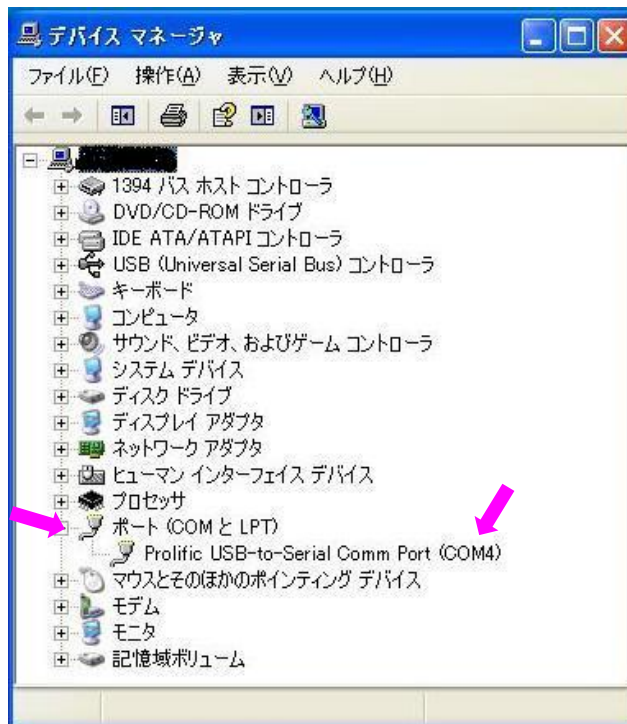 デバイス マネージャ
ファイル(F) 操作(A) 表示(V) ヘルプ(H)
1394 バス ホスト コントローラ
DVD/CD-ROM ドライブ
IDE ATA/ATAPI コントローラ
USB (Universal Serial Bus) コントローラ
キーボード
コンピュータ
サウンド、ビデオ、およびゲーム コントローラ
システム デバイス
ディスク ドライブ
ディスプレイ アダプタ
ネットワーク アダプタ
ヒューマン インターフェイス デバイス
プロセッサ
ポート (COM と LPT)
Prolific USB-to-Serial Comm Port (COM4)
マウスとそのほかのポインティング デバイス
モデム
モニタ
記憶域ボリューム